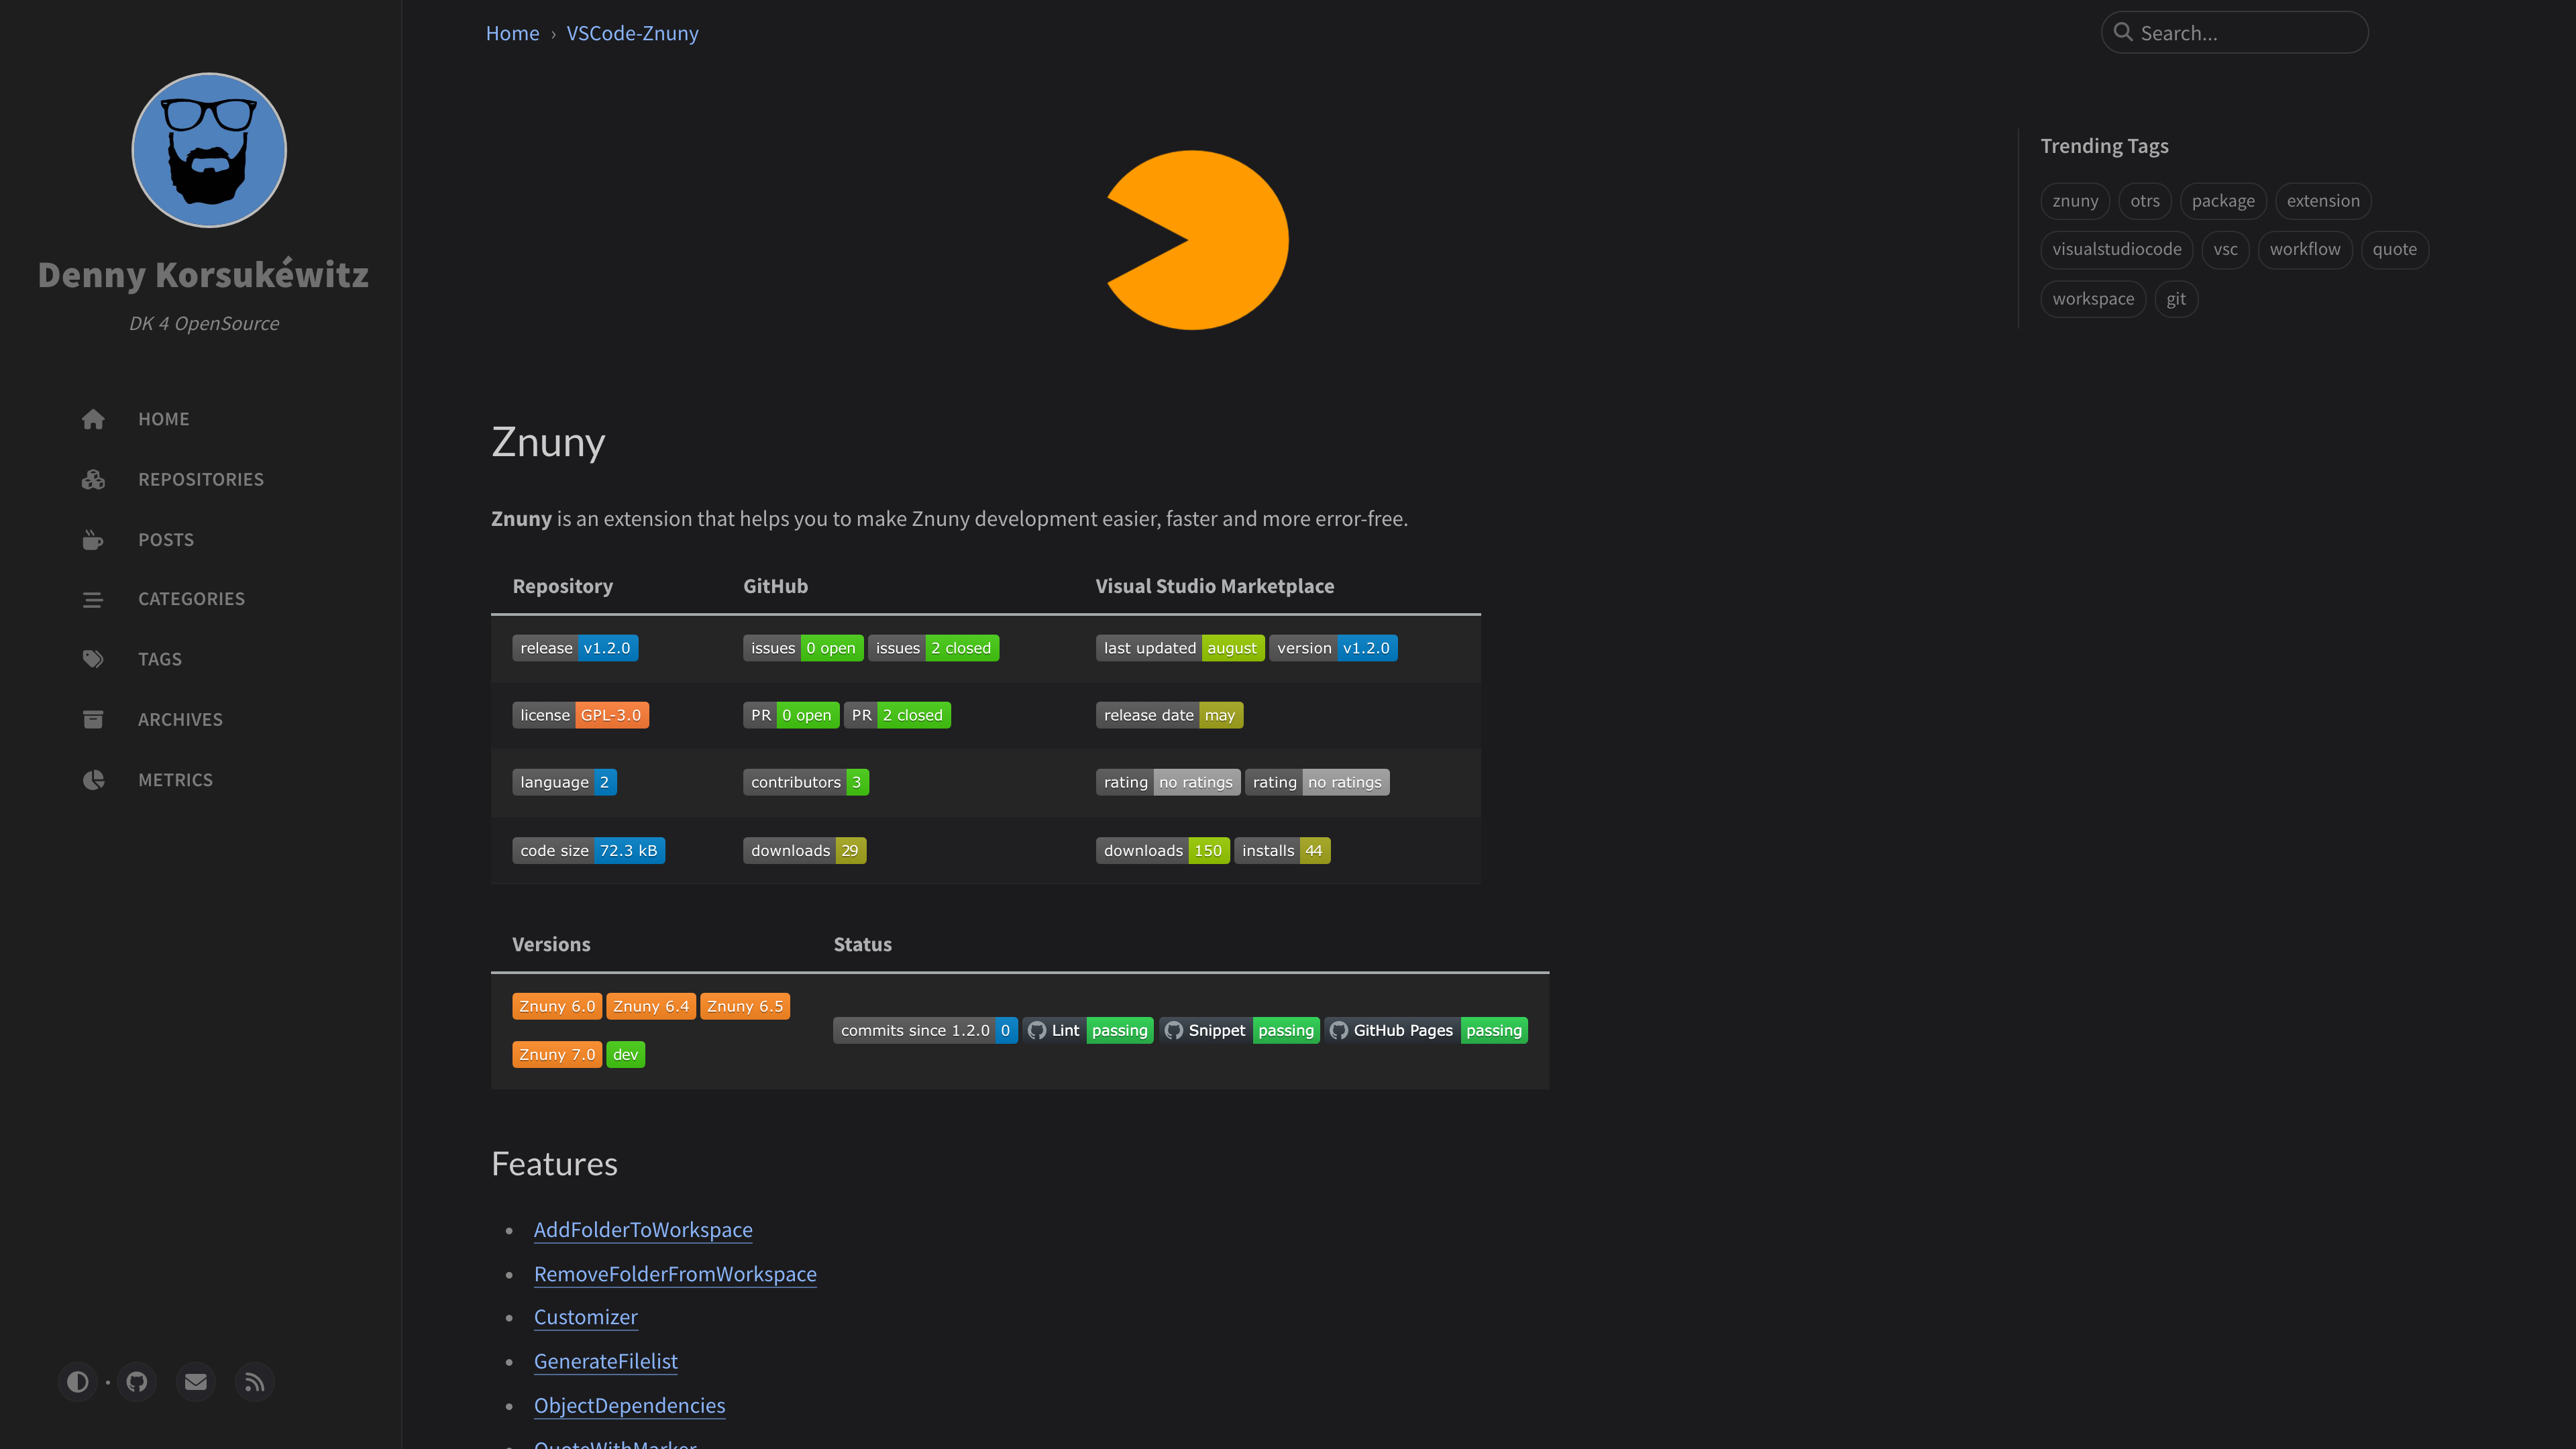 Denny Korsukéwitz
DK 4 OpenSource
HOME
REPOSITORIES
POSTS
CATEGORIES
TAGS
ARCHIVES
METRICS
Home › VSCode-Znuny
Search...
Znuny
Znuny is an extension that helps you to make Znuny development easier, faster and more error-free.
Repository GitHub Visual Studio Marketplace
release v1.2.0 issues 0 open issues 2 closed last updated august version v1.2.0
license GPL-3.0 PR 0 open PR 2 closed release date may
language 2 contributors 3 rating no ratings rating no ratings
code size 72.3 kB downloads 29 downloads 150 installs 44
Versions Status
Znuny 6.0 Znuny 6.4 Znuny 6.5
Znuny 7.0 dev
commits since 1.2.0 0 Lint passing Snippet passing GitHub Pages passing
Features
• AddFolderToWorkspace
• RemoveFolderFromWorkspace
• Customizer
• GenerateFilelist
• ObjectDependencies
• QuoteWithMarker
Trending Tags
znuny otrs package extension
visualstudiocode vsc workflow quote
workspace git